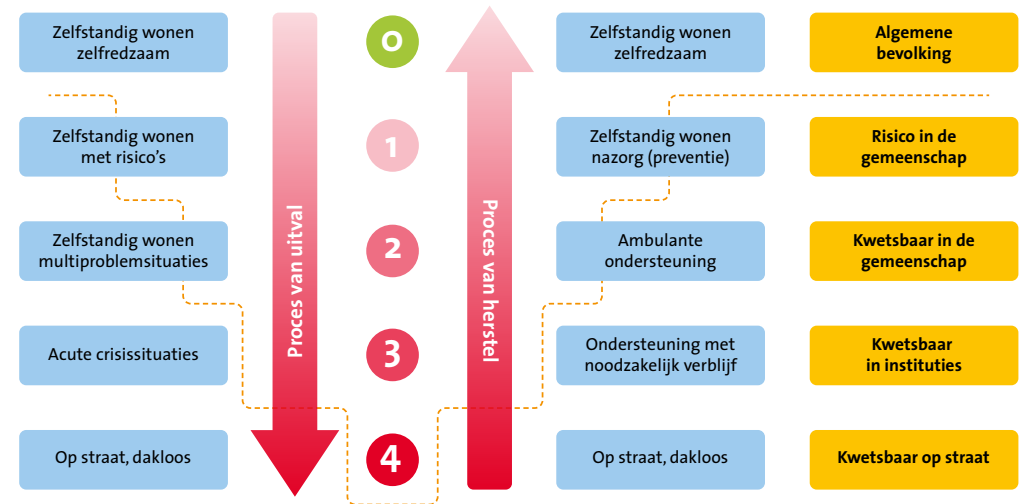 Zelfstandig wonen
zelfredzaam
0
Zelfstandig wonen
zelfredzaam
Algemene
bevolking
Zelfstandig wonen
met risico's
1
Zelfstandig wonen
nazorg (preventie)
Risico in de
gemeenschap
Zelfstandig wonen
multiproblemsituaties
Proces van uitval
2
Proces van herstel
Ambulante
ondersteuning
Kwetsbaar in de
gemeenschap
Acute crisissituaties
3
Ondersteuning met
noodzakelijk verblijf
Kwetsbaar
in instituties
Op straat, dakloos
4
Op straat, dakloos
Kwetsbaar op straat